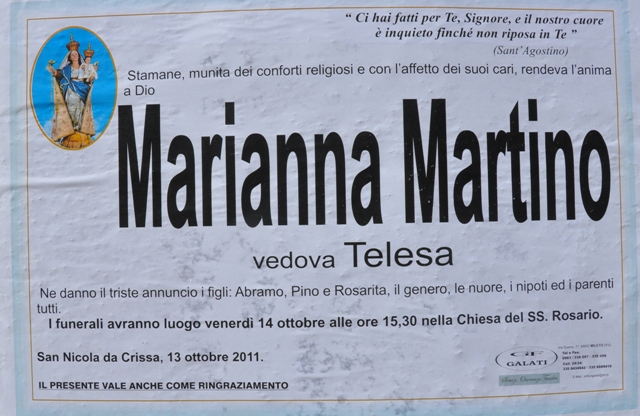 “ Ci hai fatti per Te, Signore, e il nostro cuore
è inquieto finché non riposa in Te ”
(Sant’Agostino)
Stamane, munita dei conforti religiosi e con l’affetto dei suoi cari, rendeva l’anima
a Dio
Marianna Martino
vedova Telesa
Ne danno il triste annuncio i figli: Abramo, Pino e Rosarita, il genero, le nuore, i nipoti ed i parenti
tutti.
I funerali avranno luogo venerdì 14 ottobre alle ore 15,30 nella Chiesa del SS. Rosario.
San Nicola da Crissa, 13 ottobre 2011.
GF
GALATI
IL PRESENTE VALE ANCHE COME RINGRAZIAMENTO